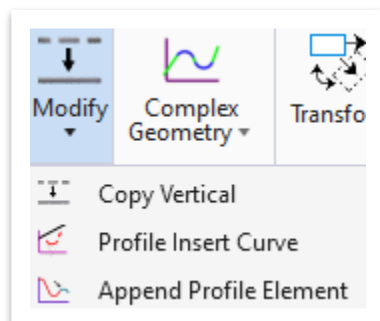 Modify
Complex
Geometry
Transfo
Copy Vertical
Profile Insert Curve
Append Profile Element